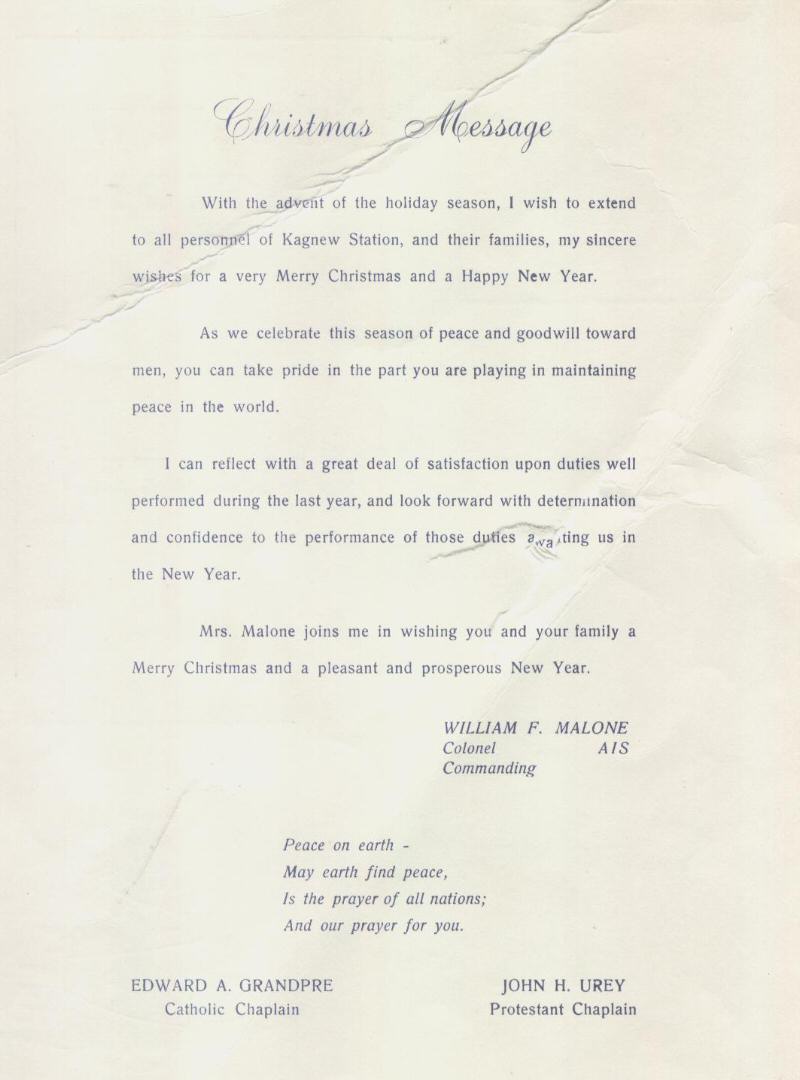 Christmas Message
With the advent of the holiday season, I wish to extend
to all personnel of Kagnew Station, and their families, my sincere
wishes for a very Merry Christmas and a Happy New Year.
As we celebrate this season of peace and goodwill toward
men, you can take pride in the part you are playing in maintaining
peace in the world.
I can reflect with a great deal of satisfaction upon duties well
performed during the last year, and look forward with determination
and confidence to the performance of those duties awaiting us in
the New Year.
Mrs. Malone joins me in wishing you and your family a
Merry Christmas and a pleasant and prosperous New Year.
WILLIAM F. MALONE
Colonel AIS
Commanding
Peace on earth -
May earth find peace,
Is the prayer of all nations;
And our prayer for you.
EDWARD A. GRANDPRE
Catholic Chaplain
JOHN H. UREY
Protestant Chaplain